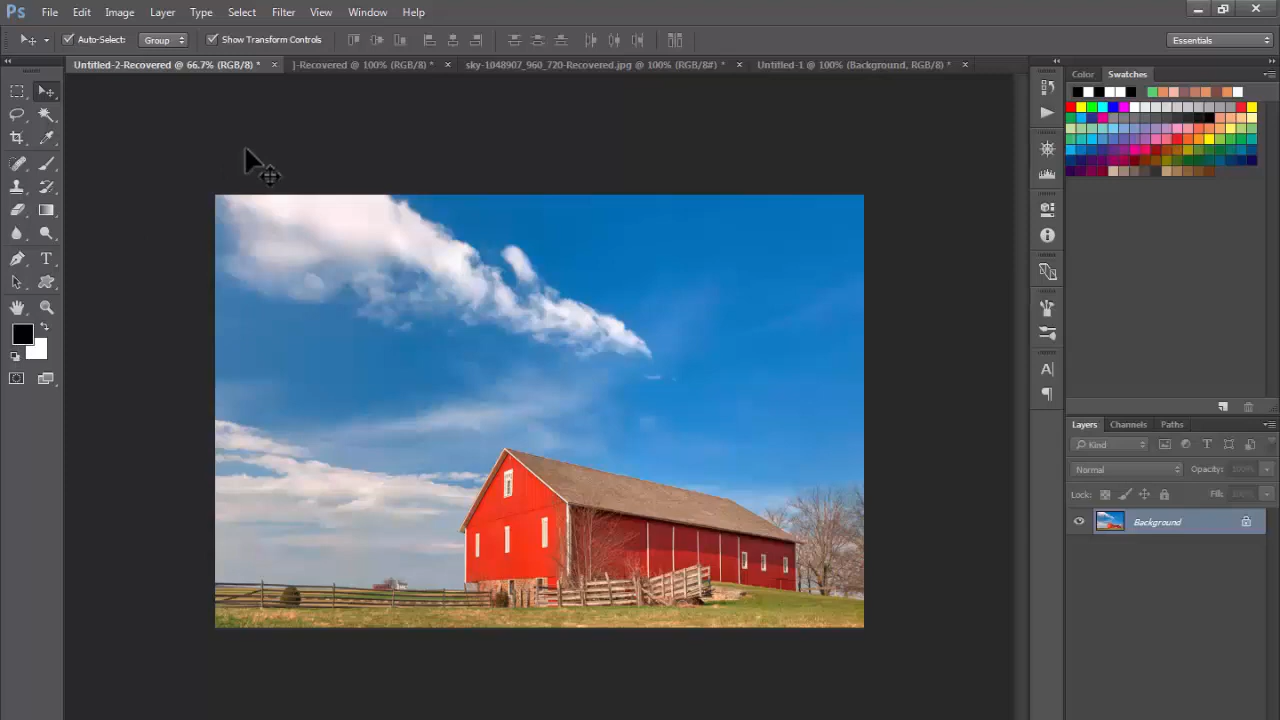 Ps File Edit Image Layer Type Select Filter View Window Help
Auto-Select: Group Show Transform Controls Essentials
Untitled-2-Recovered @ 66.7% (RGB/8) * × )-Recovered @ 100% (RGB/8) * × sky-1048907_960_720-Recovered.jpg @ 100% (RGB/8#) * × Untitled-1 @ 100% (Background, RGB/8) * ×
Color Swatches
Layers Channels Paths
Kind
Normal Opacity: 100%
Lock: Fill: 100%
Background